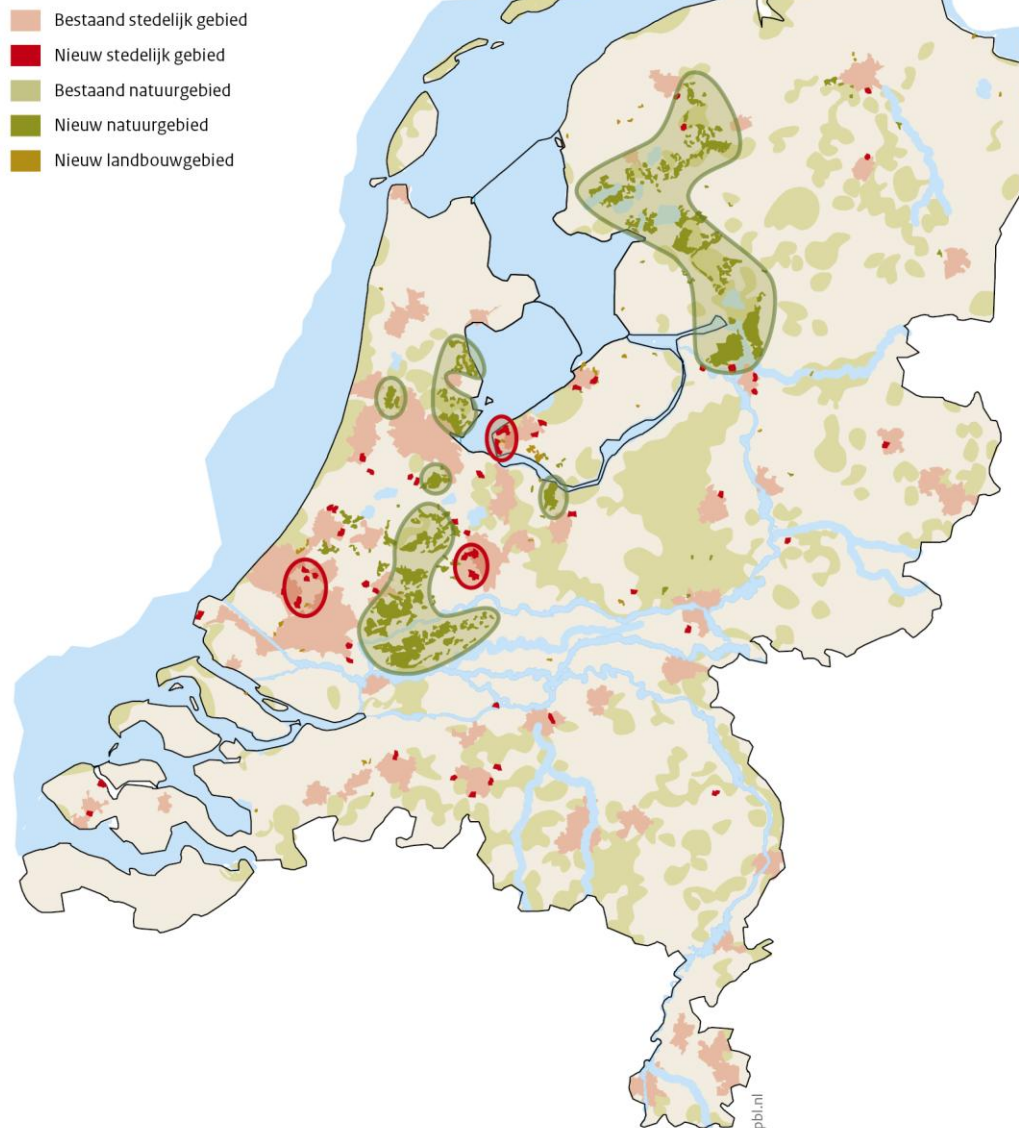 Bestaand stedelijk gebied
Nieuw stedelijk gebied
Bestaand natuurgebied
Nieuw natuurgebied
Nieuw landbouwgebied
pbl.nl